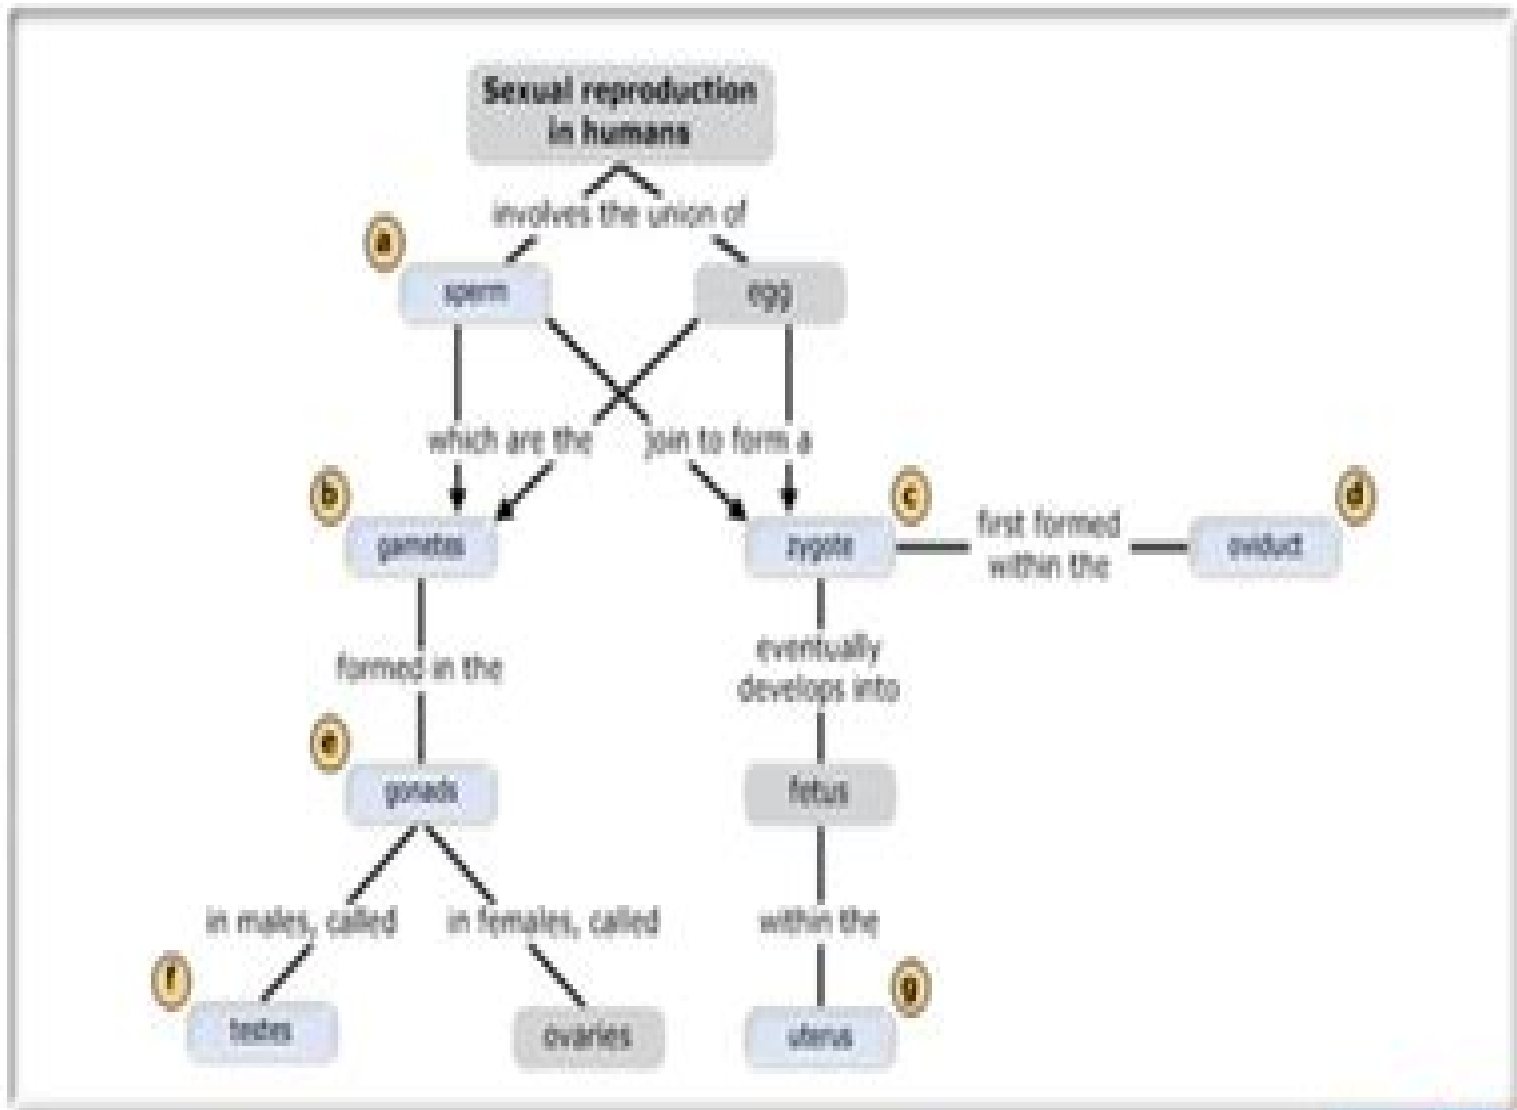 Sexual reproduction
in humans
involves the union of
a
sperm
egg
which are the
join to form a
b
gametes
c
zygote
first formed
within the
d
oviduct
formed in the
eventually
develops into
e
gonads
fetus
in males, called
in females, called
within the
f
testes
ovaries
g
uterus